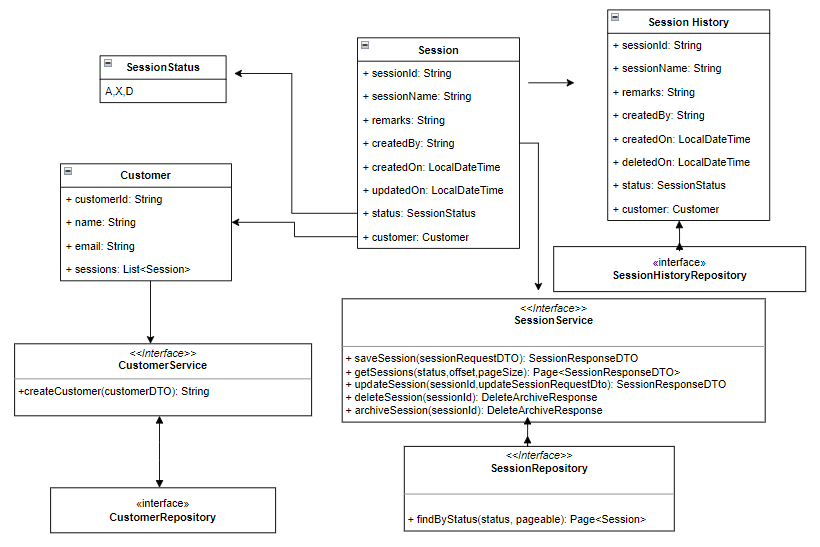 SessionStatus
A,X,D
Session
+ sessionId: String
+ sessionName: String
+ remarks: String
+ createdBy: String
+ createdOn: LocalDateTime
+ updatedOn: LocalDateTime
+ status: SessionStatus
+ customer: Customer
Session History
+ sessionId: String
+ sessionName: String
+ remarks: String
+ createdBy: String
+ createdOn: LocalDateTime
+ deletedOn: LocalDateTime
+ status: SessionStatus
+ customer: Customer
Customer
+ customerId: String
+ name: String
+ email: String
+ sessions: List<Session>
«interface»
SessionHistoryRepository
<<Interface>>
SessionService
+ saveSession(sessionRequestDTO): SessionResponseDTO
+ getSessions(status,offset,pageSize): Page<SessionResponseDTO>
+ updateSession(sessionId,updateSessionRequestDto): SessionResponseDTO
+ deleteSession(sessionId): DeleteArchiveResponse
+ archiveSession(sessionId): DeleteArchiveResponse
<<Interface>>
CustomerService
+createCustomer(customerDTO): String
<<Interface>>
SessionRepository
+ findByStatus(status, pageable): Page<Session>
«interface»
CustomerRepository